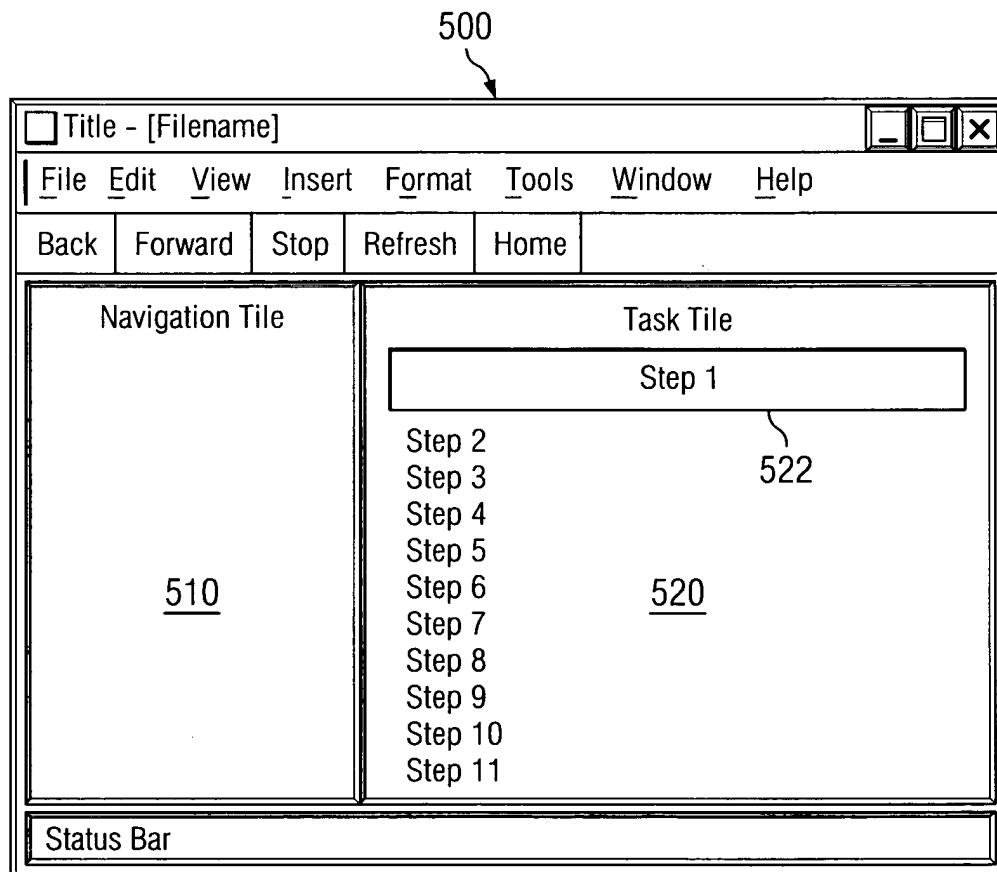 500
Title - [Filename]
File Edit View Insert Format Tools Window Help
Back Forward Stop Refresh Home
Navigation Tile
510
Task Tile
Step 1
522
Step 2
Step 3
Step 4
Step 5
Step 6
Step 7
Step 8
Step 9
Step 10
Step 11
520
Status Bar